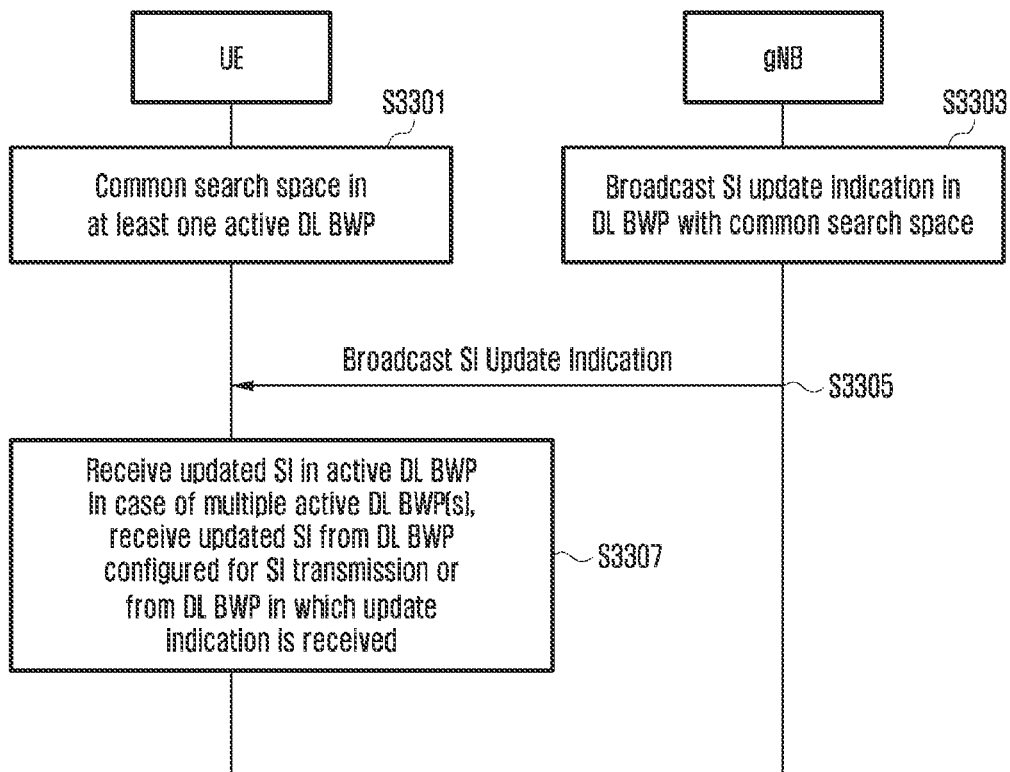 UE
gNB
S3301
S3303
Common search space in
at least one active DL BWP
Broadcast SI update indication in
DL BWP with common search space
Broadcast SI Update Indication
S3305
Receive updated SI in active DL BWP
In case of multiple active DL BWP(s),
receive updated SI from DL BWP
configured for SI transmission or
from DL BWP in which update
indication is received
S3307